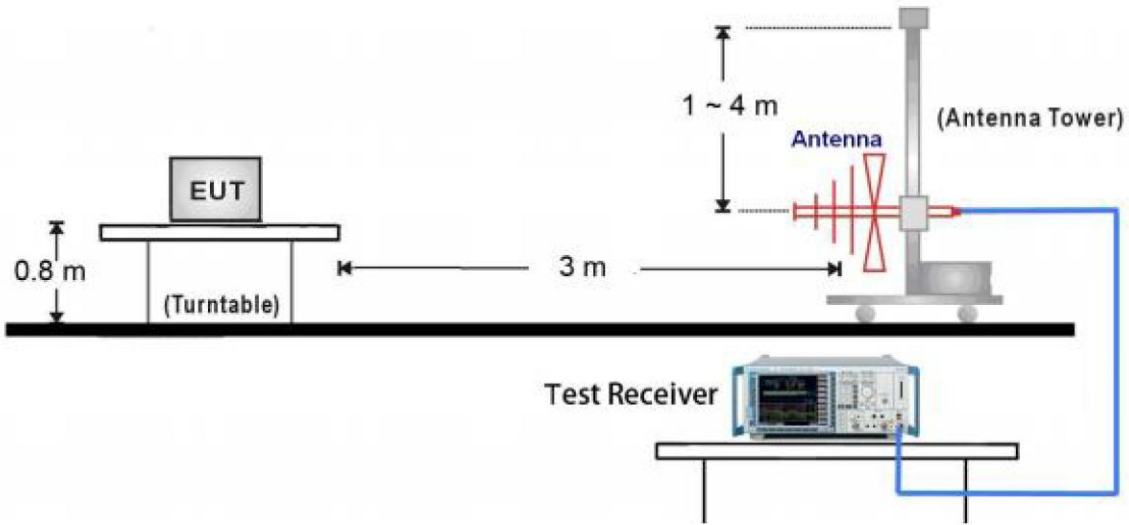 1 ~ 4 m
(Antenna Tower)
Antenna
EUT
0.8 m
3 m
(Turntable)
Test Receiver